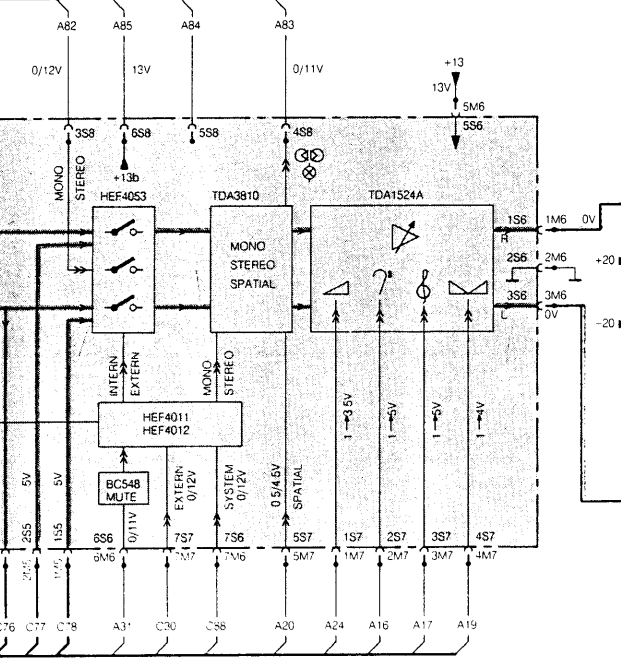 A82
A85
A84
A83
+13
0/12V
13V
0/11V
13V
5M6
3S8
6S8
5S8
4S8
5S6
MONO
STEREO
+13b
HEF4053
TDA3810
TDA1524A
1S6
1M6
0V
R
MONO
STEREO
SPATIAL
2S6
2M6
+20
3S6
3M6
L
0V
-20
INTERN
EXTERN
MONO
STEREO
HEF4011
HEF4012
5V
5V
BC548
MUTE
EXTERN
0/12V
SYSTEM
0/12V
0 5/4 5V
SPATIAL
1→3 5V
1→5V
1→5V
1→4V
2S5
1S5
6S6
0/11V
7S7
7S6
5S7
1S7
2S7
3S7
4S7
6M6
7M6
5M7
1M7
2M7
3M7
4M7
C77
C78
A31
C30
A20
A24
A16
A17
A19